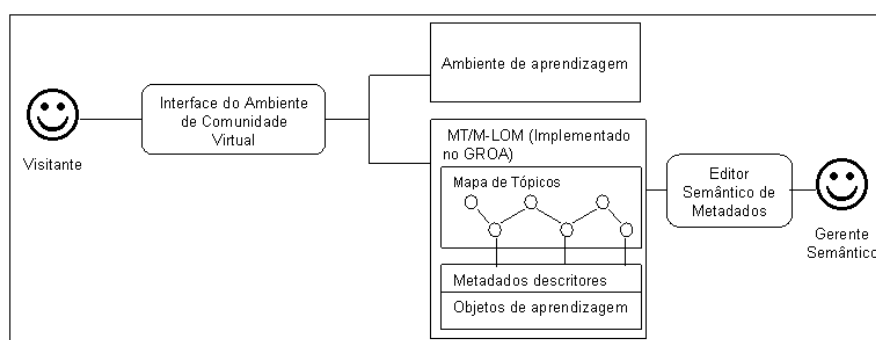 Visitante
Interface do Ambiente
de Comunidade
Virtual
Ambiente de aprendizagem
MT/M-LOM (Implementado
no GROA)
Mapa de Tópicos
Metadados descritores
Objetos de aprendizagem
Editor
Semântico de
Metadados
Gerente
Semântico